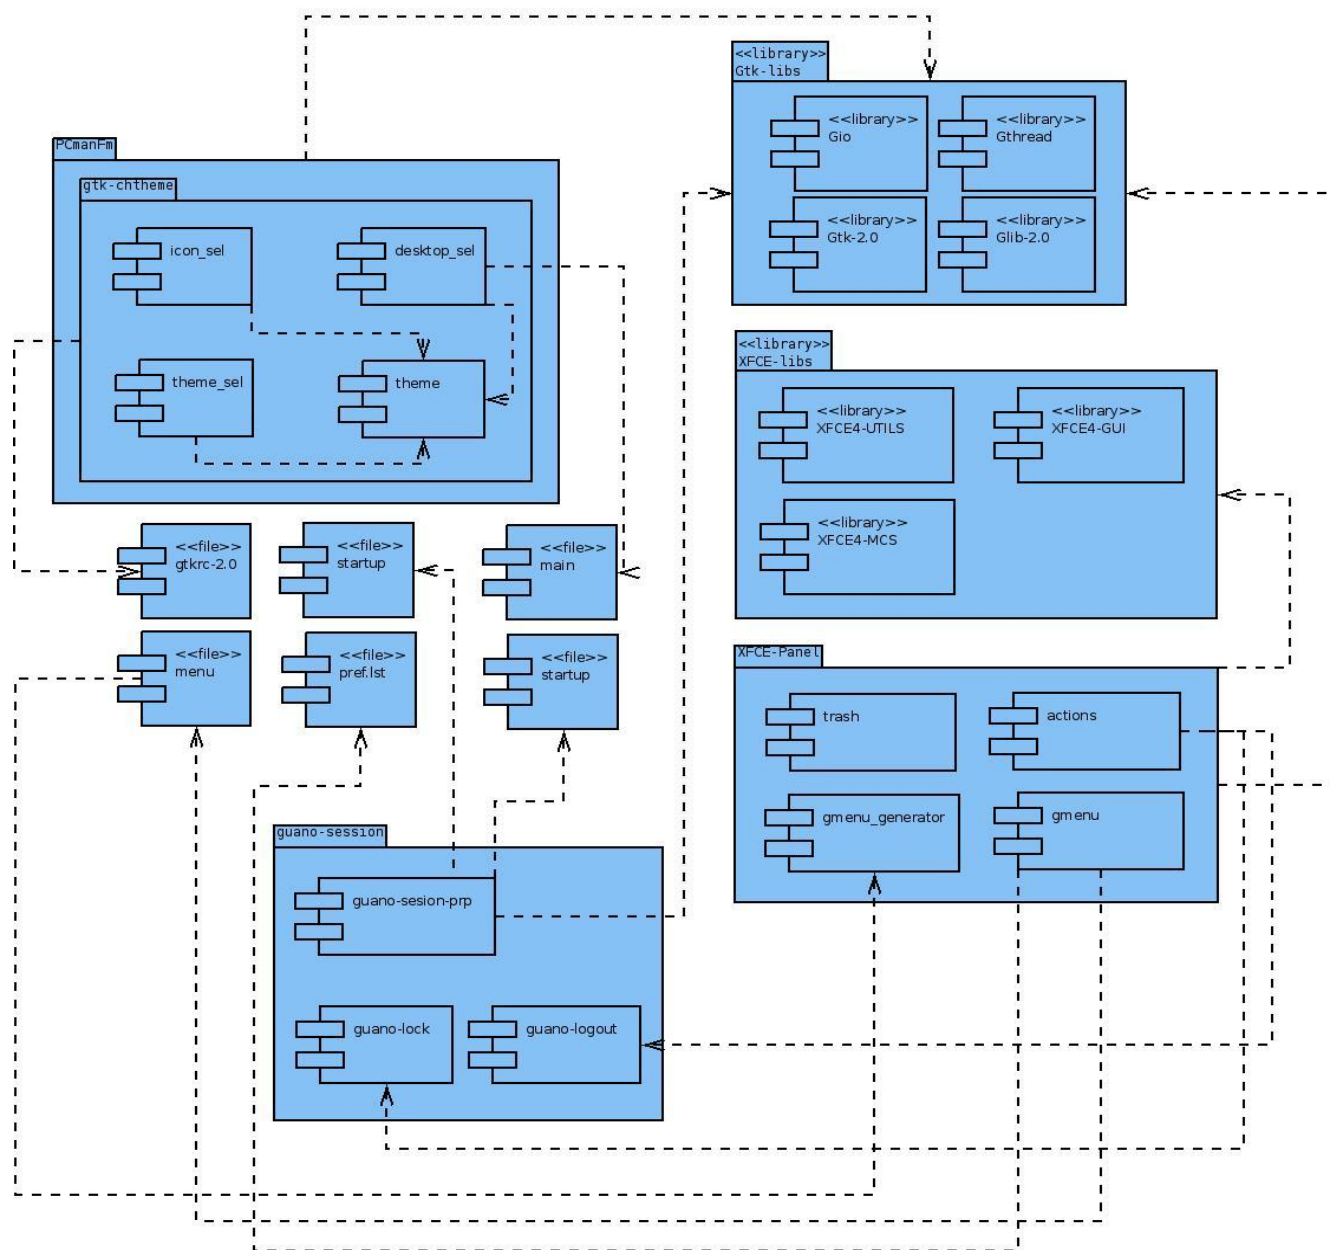 <<library>>
Gtk-libs
<<library>>
Gio
<<library>>
Gthread
<<library>>
Gtk-2.0
<<library>>
Glib-2.0
PCmanFm
gtk-chtheme
icon_sel
desktop_sel
theme_sel
theme
<<library>>
XFCE-libs
<<library>>
XFCE4-UTILS
<<library>>
XFCE4-GUI
<<library>>
XFCE4-MCS
<<file>>
gtkrc-2.0
<<file>>
startup
<<file>>
main
<<file>>
menu
<<file>>
pref.lst
<<file>>
startup
XFCE-Panel
trash
actions
gmenu_generator
gmenu
guano-session
guano-sesion-prp
guano-lock
guano-logout